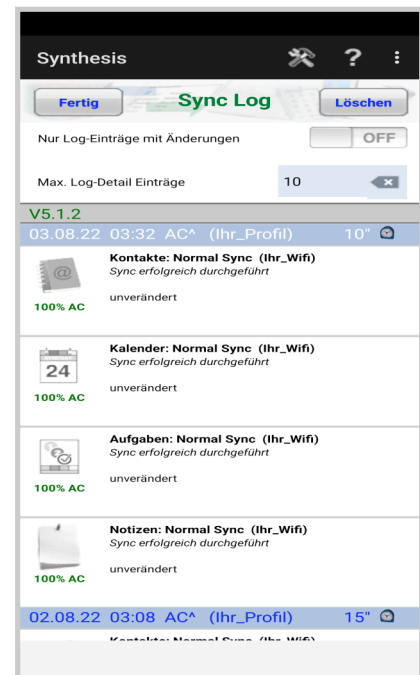 Synthesis ?
Fertig Sync Log Löschen
Nur Log-Einträge mit Änderungen OFF
Max. Log-Detail Einträge 10
V5.1.2
03.08.22 03:32 AC^ (Ihr_Profil) 10"
Kontakte: Normal Sync (Ihr_Wifi)
Sync erfolgreich durchgeführt
unverändert
@
100% AC
Kalender: Normal Sync (Ihr_Wifi)
Sync erfolgreich durchgeführt
24
unverändert
100% AC
Aufgaben: Normal Sync (Ihr_Wifi)
Sync erfolgreich durchgeführt
unverändert
100% AC
Notizen: Normal Sync (Ihr_Wifi)
Sync erfolgreich durchgeführt
unverändert
100% AC
02.08.22 03:08 AC^ (Ihr_Profil) 15"
Kontakte: Normal Sync (Ihr_Wifi)